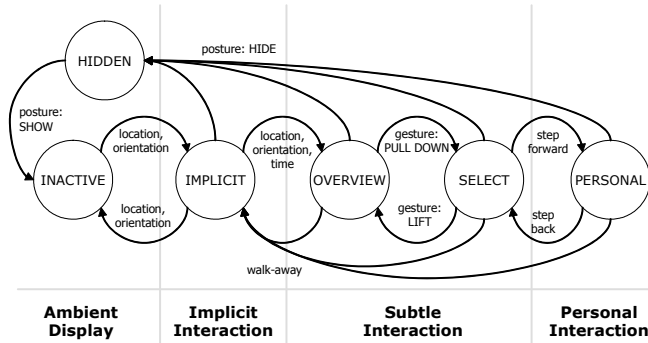 posture: HIDE
HIDDEN
posture:
SHOW
location,
orientation
location,
orientation,
time
gesture:
PULL DOWN
step
forward
INACTIVE
IMPLICIT
OVERVIEW
SELECT
PERSONAL
location,
orientation
gesture:
LIFT
step
back
walk-away
Ambient
Display
Implicit
Interaction
Subtle
Interaction
Personal
Interaction